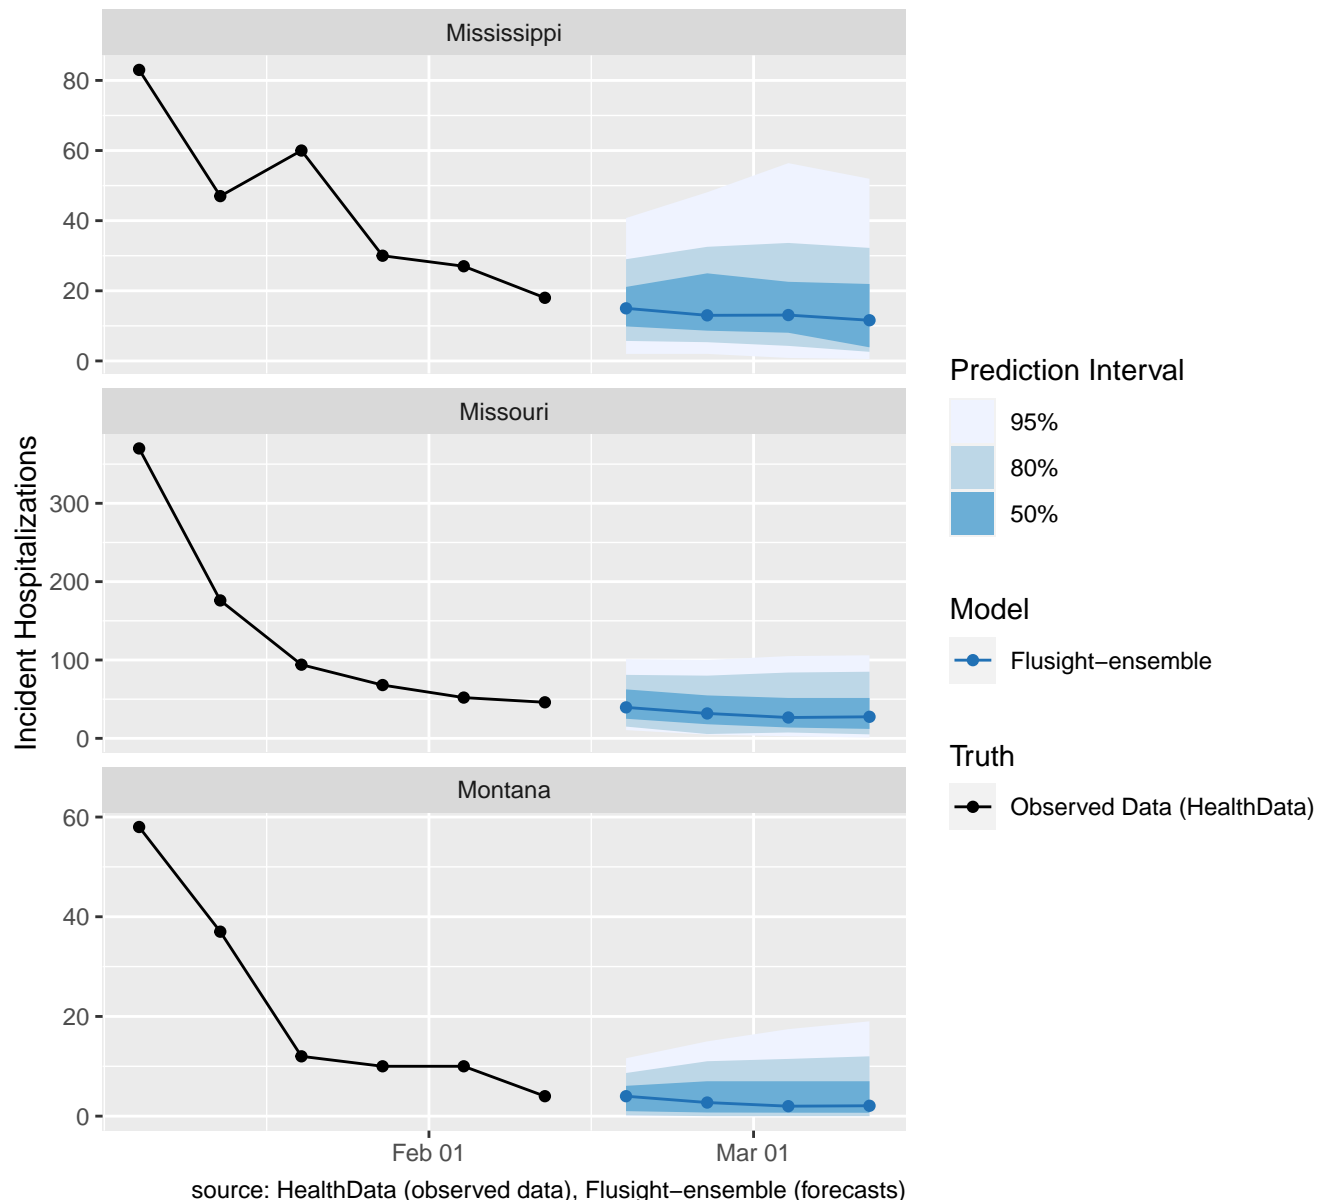 Mississippi
80
60
40
20
0
Missouri
300
200
100
0
Montana
60
40
20
0
Feb 01
Mar 01
Incident Hospitalizations
source: HealthData (observed data), Flusight−ensemble (forecasts)
Prediction Interval
95%
80%
50%
Model
Flusight−ensemble
Truth
Observed Data (HealthData)